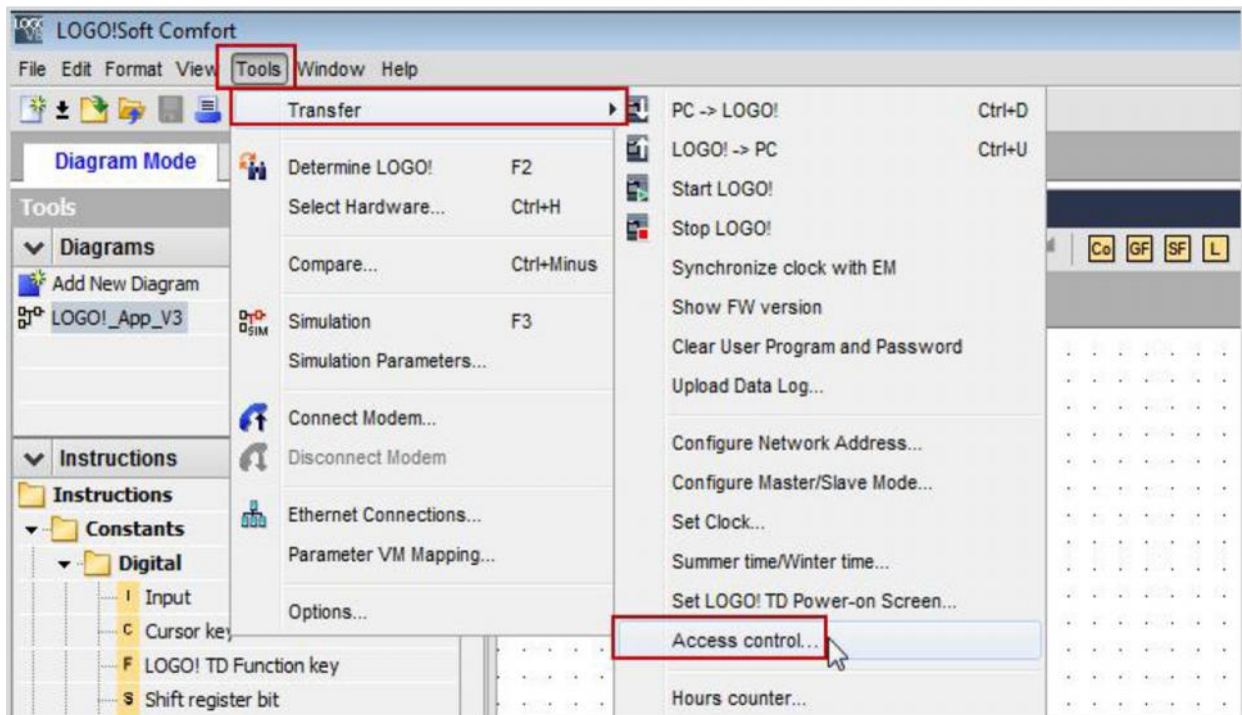 LOGO!Soft Comfort
File Edit Format View Tools Window Help
Diagram Mode
Tools
Diagrams
Add New Diagram
LOGO!_App_V3
Instructions
Instructions
Constants
Digital
I Input
C Cursor key
F LOGO! TD Function key
S Shift register bit
Transfer
Determine LOGO! F2
Select Hardware... Ctrl+H
Compare... Ctrl+Minus
SIM Simulation F3
Simulation Parameters...
Connect Modem...
Disconnect Modem
Ethernet Connections...
Parameter VM Mapping...
Options...
PC -> LOGO! Ctrl+D
LOGO! -> PC Ctrl+U
Start LOGO!
Stop LOGO!
Synchronize clock with EM
Show FW version
Clear User Program and Password
Upload Data Log...
Configure Network Address...
Configure Master/Slave Mode...
Set Clock...
Summer time/Winter time...
Set LOGO! TD Power-on Screen...
Access control...
Hours counter...
Co GF SF L